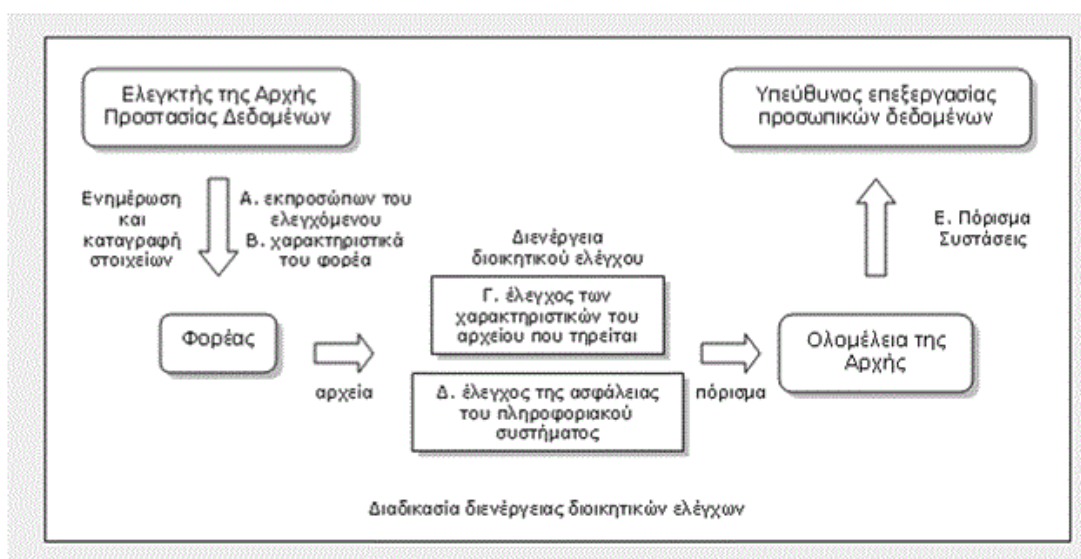 Ελεγκτής της Αρχής
Προστασίας Δεδομένων
Υπεύθυνος επεξεργασίας
προσωπικών δεδομένων
Ενημέρωση
και
καταγραφή
στοιχείων
Α. εκπροσώπων του
ελεγχόμενου
Β. χαρακτηριστικά
του φορέα
Διενέργεια
διοικητικού ελέγχου
Ε. Πόρισμα
Συστάσεις
Γ. έλεγχος των
χαρακτηριστικών του
αρχείου που τηρείται
Φορέας
αρχεία
Δ. έλεγχος της ασφάλειας
του πληροφοριακού
συστήματος
πόρισμα
Ολομέλεια της
Αρχής
Διαδικασία διενέργειας διοικητικών ελέγχων